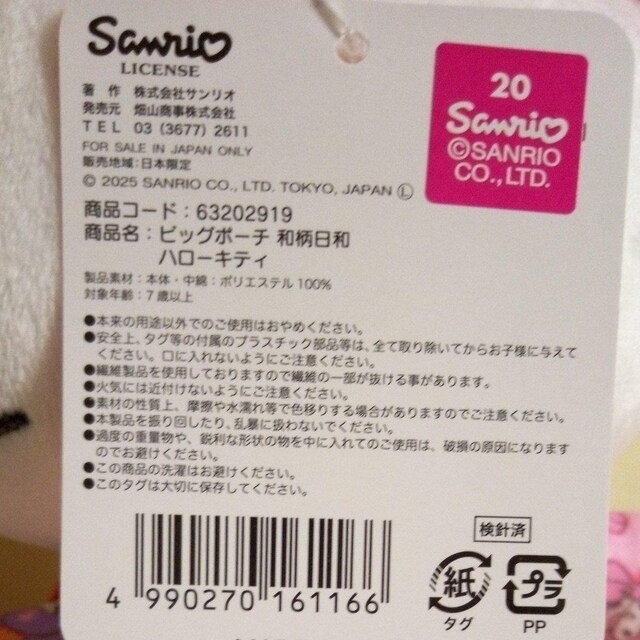 Sanrio
LICENSE
著 作 株式会社サンリオ
発売元 畑山商事株式会社
TEL 03 (3677) 2611
FOR SALE IN JAPAN ONLY
販売地域:日本限定
© 2025 SANRIO CO., LTD. TOKYO, JAPAN Ⓛ
20
Sanrio
©SANRIO
CO.,LTD.
商品コード:63202919
商品名:ビッグポーチ 和柄日和
ハローキティ
製品素材:本体・中綿:ポリエステル100%
対象年齢:7歳以上
●本来の用途以外でのご使用はおやめください。
●安全上、タグ等の付属のプラスチック部品等は、全て取り除いてからお子様に与えて
ください。口に入れないようにご注意ください。
●繊維製品を使用しておりますので繊維の一部が抜ける事があります。
●火気には近付けないようにご注意ください。
●素材の性質上、摩擦や水濡れ等で色移りする場合がありますのでご注意ください。
●本製品を振り回したり、乱暴に扱わないでください。
●過度の重量物や、鋭利な形状の物を中に入れてのご使用は、破損の原因になります
のでお避けください。
●この商品の洗濯はお避けください。
●このタグは大切に保存してください。
検針済
4 990270 161166
紙
タグ
プラ
PP